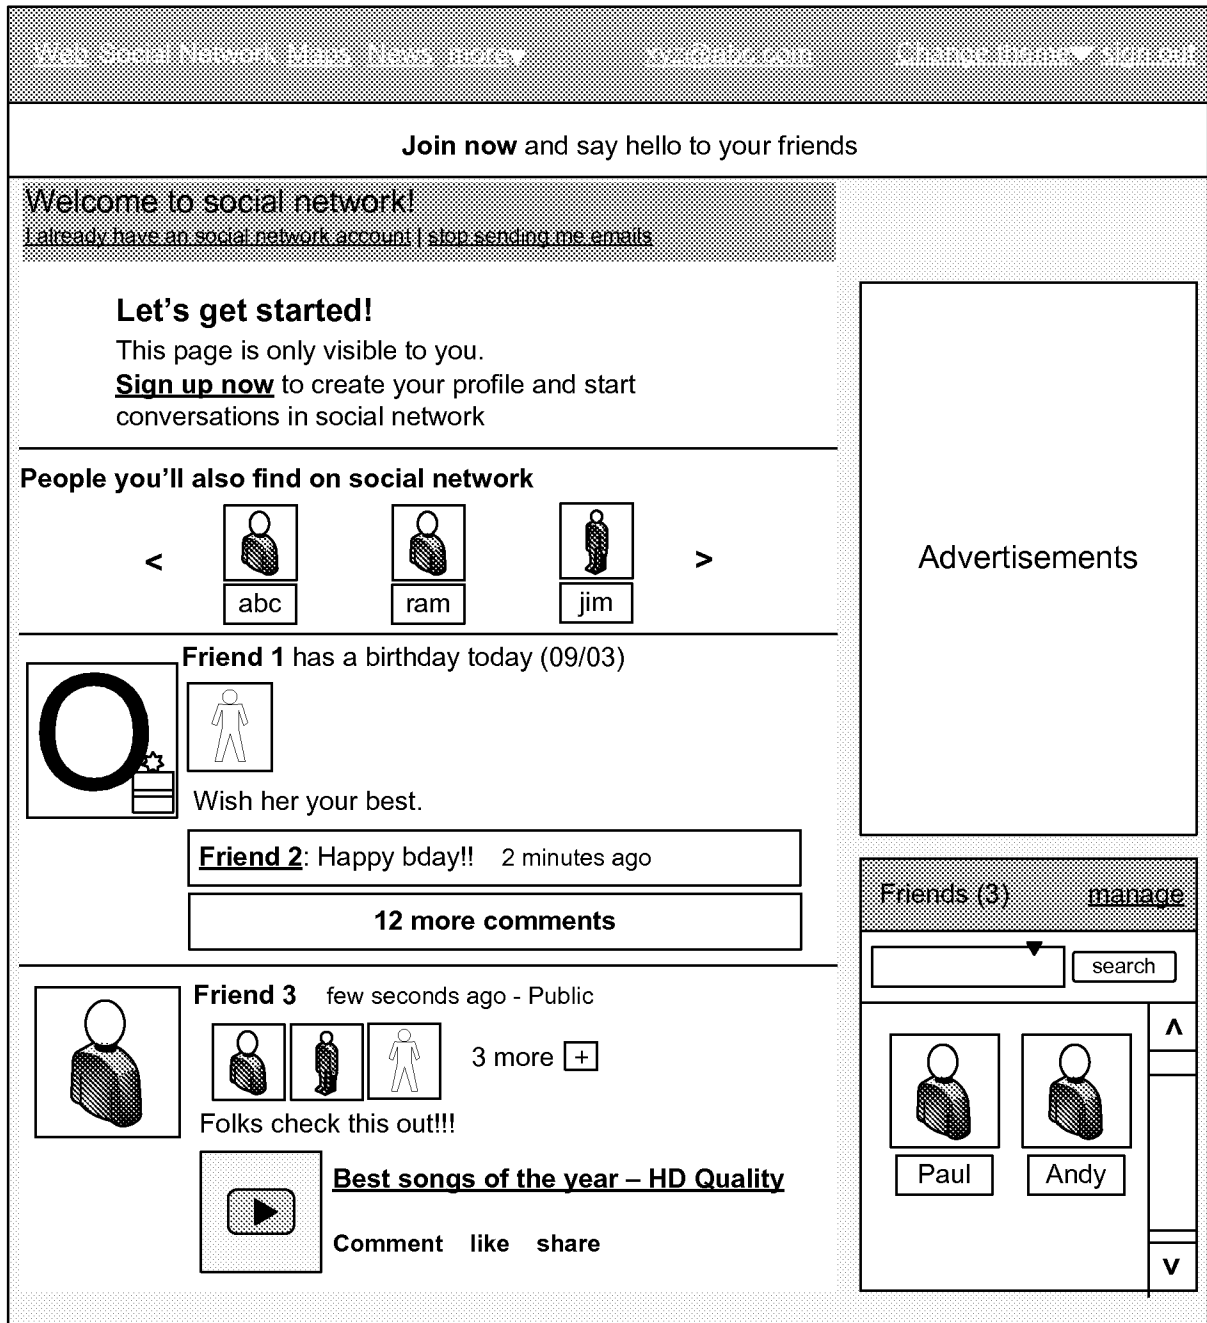 Web Social Network Maps News more xyz@abc.com Change theme sign out
Join now and say hello to your friends
Welcome to social network!
I already have an social network account | stop sending me emails
Let's get started!
This page is only visible to you.
Sign up now to create your profile and start
conversations in social network
People you'll also find on social network
< >
abc ram jim
Friend 1 has a birthday today (09/03)
Wish her your best.
Friend 2: Happy bday!! 2 minutes ago
12 more comments
Friend 3 few seconds ago - Public
3 more +
Folks check this out!!!
Best songs of the year – HD Quality
Comment like share
Advertisements
Friends (3) manage
search
Paul Andy